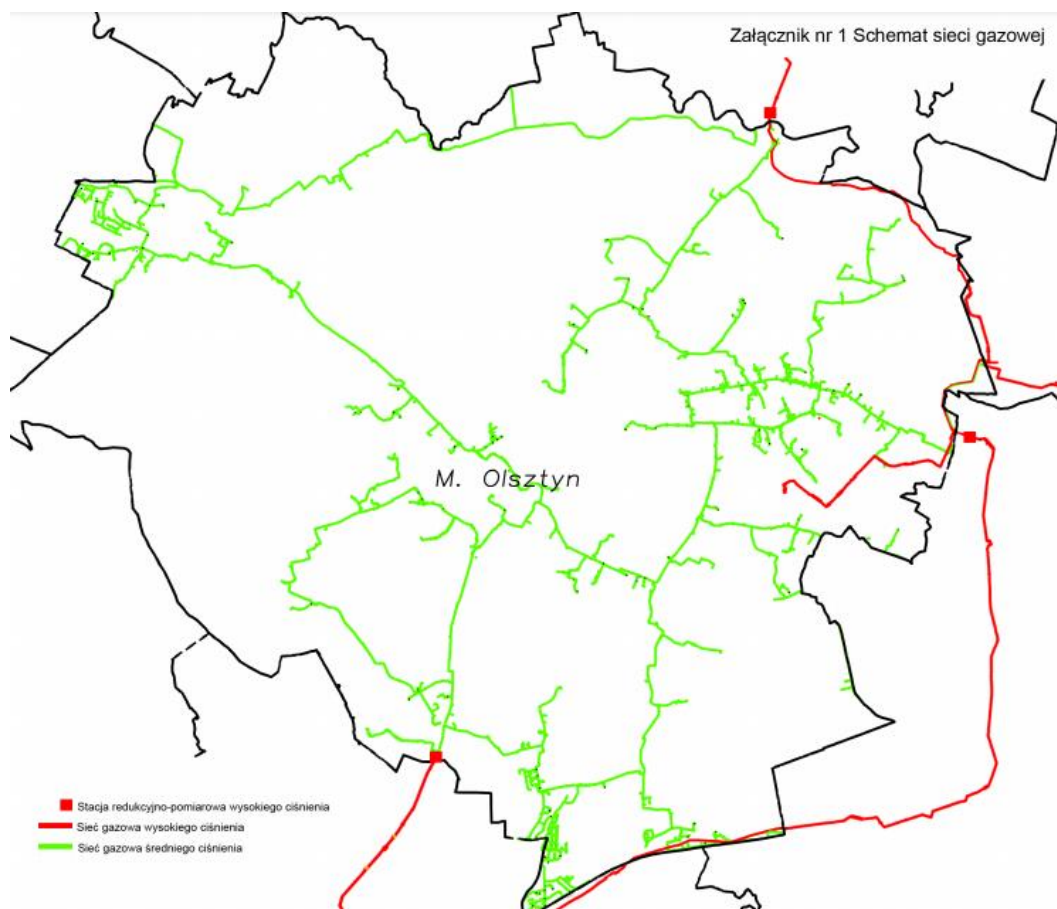 Załącznik nr 1 Schemat sieci gazowej
M. Olsztyn
Stacja redukcyjno-pomiarowa wysokiego ciśnienia
Sieć gazowa wysokiego ciśnienia
Sieć gazowa średniego ciśnienia